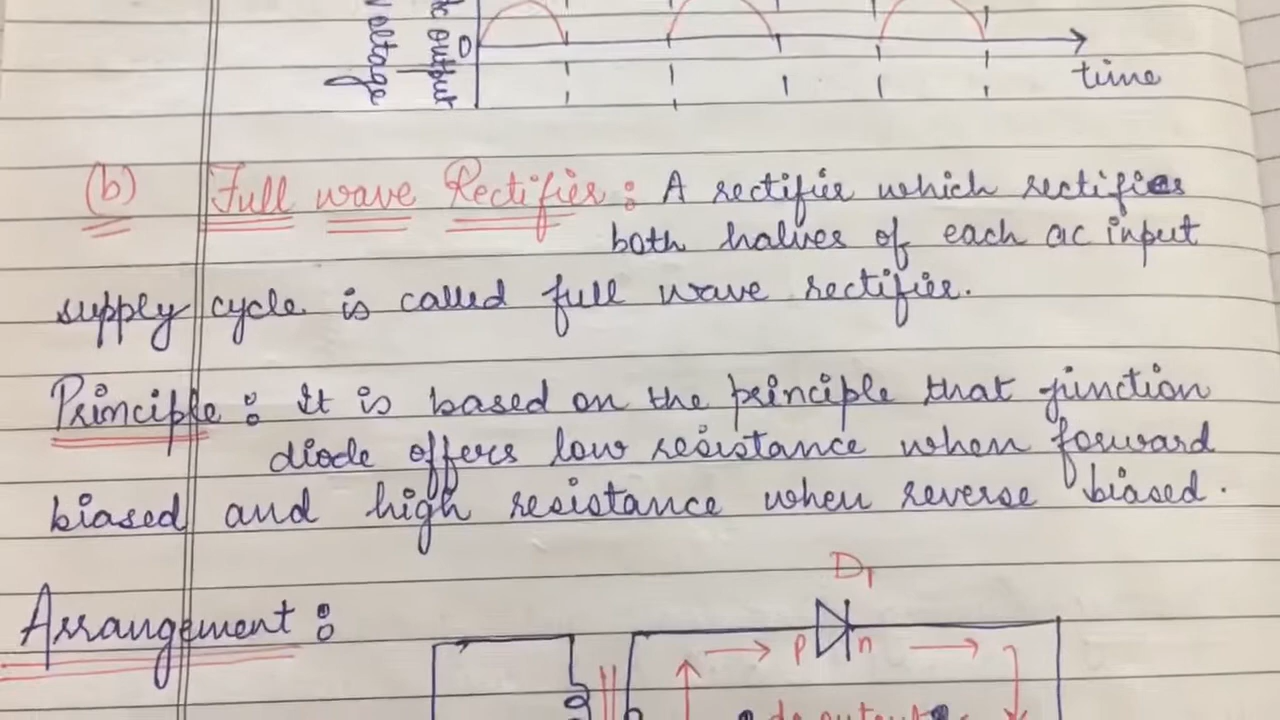 dc output
voltage
0
time
(b) Full wave Rectifier : A rectifier which rectifies
both halves of each ac input
supply cycle is called full wave rectifier.
Principle : It is based on the principle that junction
diode offers low resistance when forward
biased and high resistance when reverse biased.
D1
Arrangement :
p n
dc output